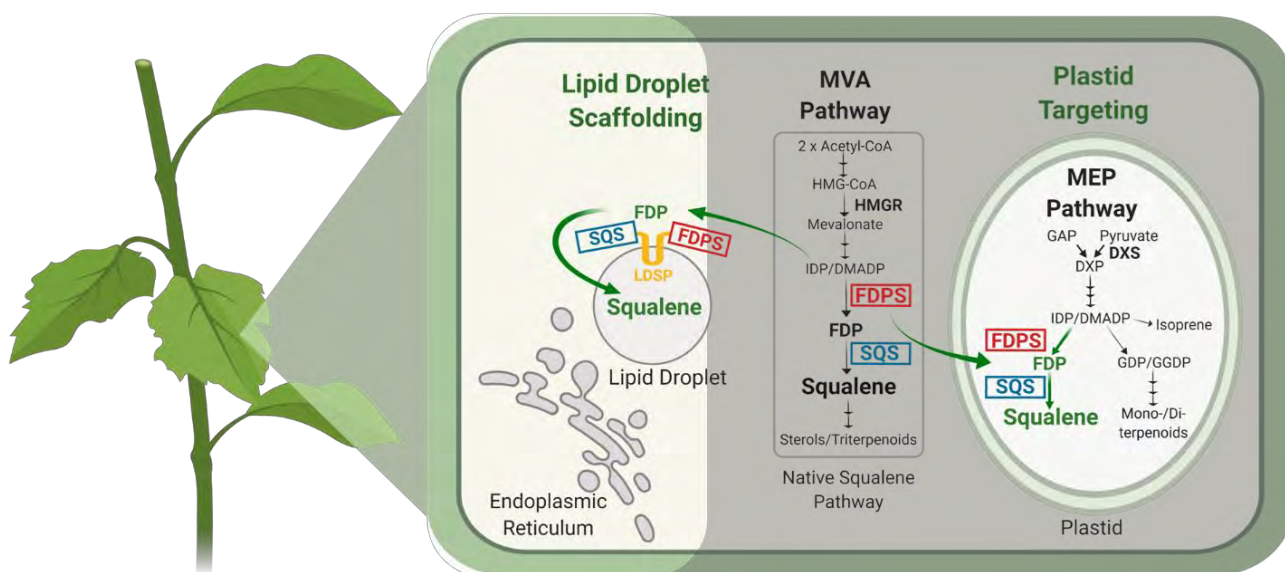 Lipid Droplet
Scaffolding
FDP
SQS
FDPS
LDSP
Squalene
Lipid Droplet
Endoplasmic
Reticulum
MVA
Pathway
2 x Acetyl-CoA
HMG-CoA
HMGR
Mevalonate
IDP/DMADP
FDPS
FDP
SQS
Squalene
Sterols/Triterpenoids
Native Squalene
Pathway
Plastid
Targeting
MEP
Pathway
GAP Pyruvate
DXS
DXP
IDP/DMADP
Isoprene
FDPS
FDP
GDP/GGDP
SQS
Squalene
Mono-/Di-
terpenoids
Plastid